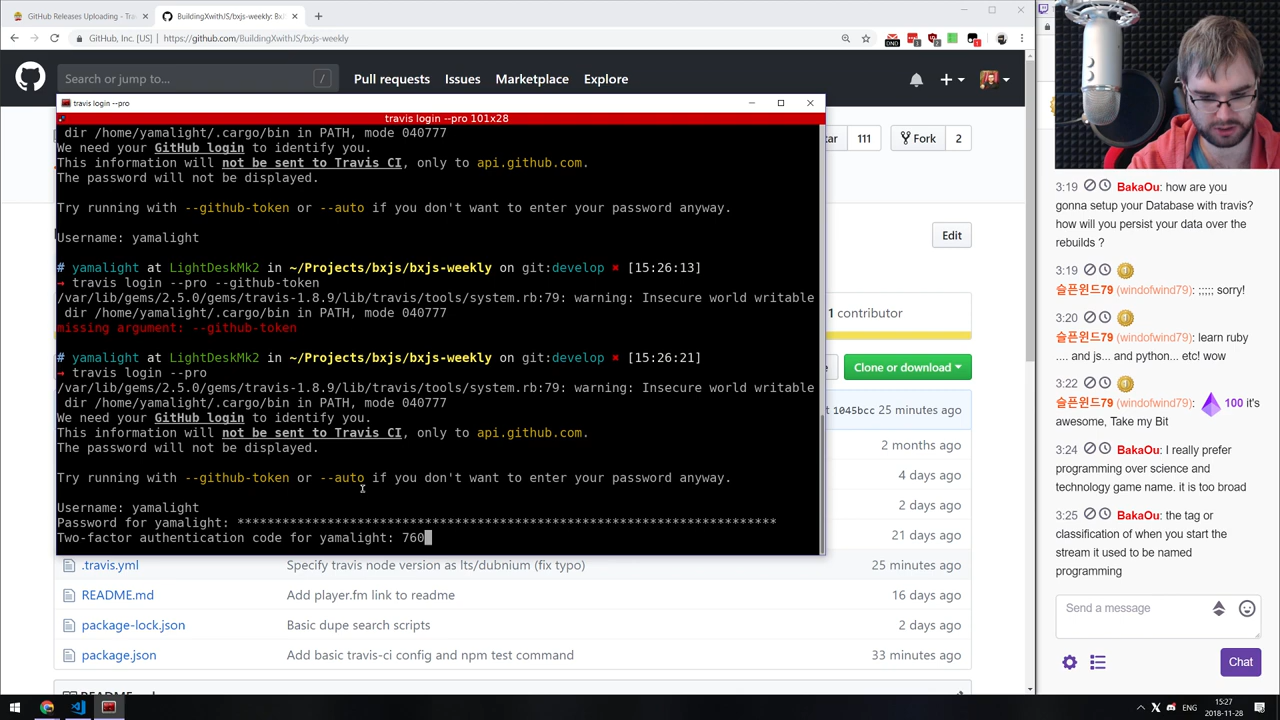 GitHub Releases Uploading - Tra
BuildingXwithJS/bxjs-weekly: BxJ
GitHub, Inc. [US] | https://github.com/BuildingXwithJS/bxjs-weekly
Search or jump to...
/
Pull requests
Issues
Marketplace
Explore
travis login --pro
travis login --pro 101x28
dir /home/yamalight/.cargo/bin in PATH, mode 040777
We need your GitHub login to identify you.
This information will not be sent to Travis CI, only to api.github.com.
The password will not be displayed.
Try running with --github-token or --auto if you don't want to enter your password anyway.
Username: yamalight
# yamalight at LightDeskMk2 in ~/Projects/bxjs/bxjs-weekly on git:develop ✖ [15:26:13]
→ travis login --pro --github-token
/var/lib/gems/2.5.0/gems/travis-1.8.9/lib/travis/tools/system.rb:79: warning: Insecure world writable
dir /home/yamalight/.cargo/bin in PATH, mode 040777
missing argument: --github-token
# yamalight at LightDeskMk2 in ~/Projects/bxjs/bxjs-weekly on git:develop ✖ [15:26:21]
→ travis login --pro
/var/lib/gems/2.5.0/gems/travis-1.8.9/lib/travis/tools/system.rb:79: warning: Insecure world writable
dir /home/yamalight/.cargo/bin in PATH, mode 040777
We need your GitHub login to identify you.
This information will not be sent to Travis CI, only to api.github.com.
The password will not be displayed.
Try running with --github-token or --auto if you don't want to enter your password anyway.
Username: yamalight
Password for yamalight: ************************************************************************
Two-factor authentication code for yamalight: 760
tar 111
Fork 2
Edit
1 contributor
Clone or download
t 1045bcc 25 minutes ago
2 months ago
4 days ago
2 days ago
21 days ago
.travis.yml Specify travis node version as lts/dubnium (fix typo) 25 minutes ago
README.md Add player.fm link to readme 16 days ago
package-lock.json Basic dupe search scripts 2 days ago
package.json Add basic travis-ci config and npm test command 33 minutes ago
README.md
3:19 BakaOu: how are you
gonna setup your Database with travis?
how will you persist your data over the
rebuilds ?
3:19
슬픈윈드79 (windofwind79): ;;;;; sorry!
3:20
슬픈윈드79 (windofwind79): learn ruby
.... and js... and python... etc! wow
3:22
슬픈윈드79 (windofwind79): 100 it's
awesome, Take my Bit
3:24 BakaOu: I really prefer
programming over science and
technology game name. it is too broad
3:25 BakaOu: the tag or
classification of when you start the
stream it used to be named
programming
Send a message
Chat
ENG
15:27
2018-11-28